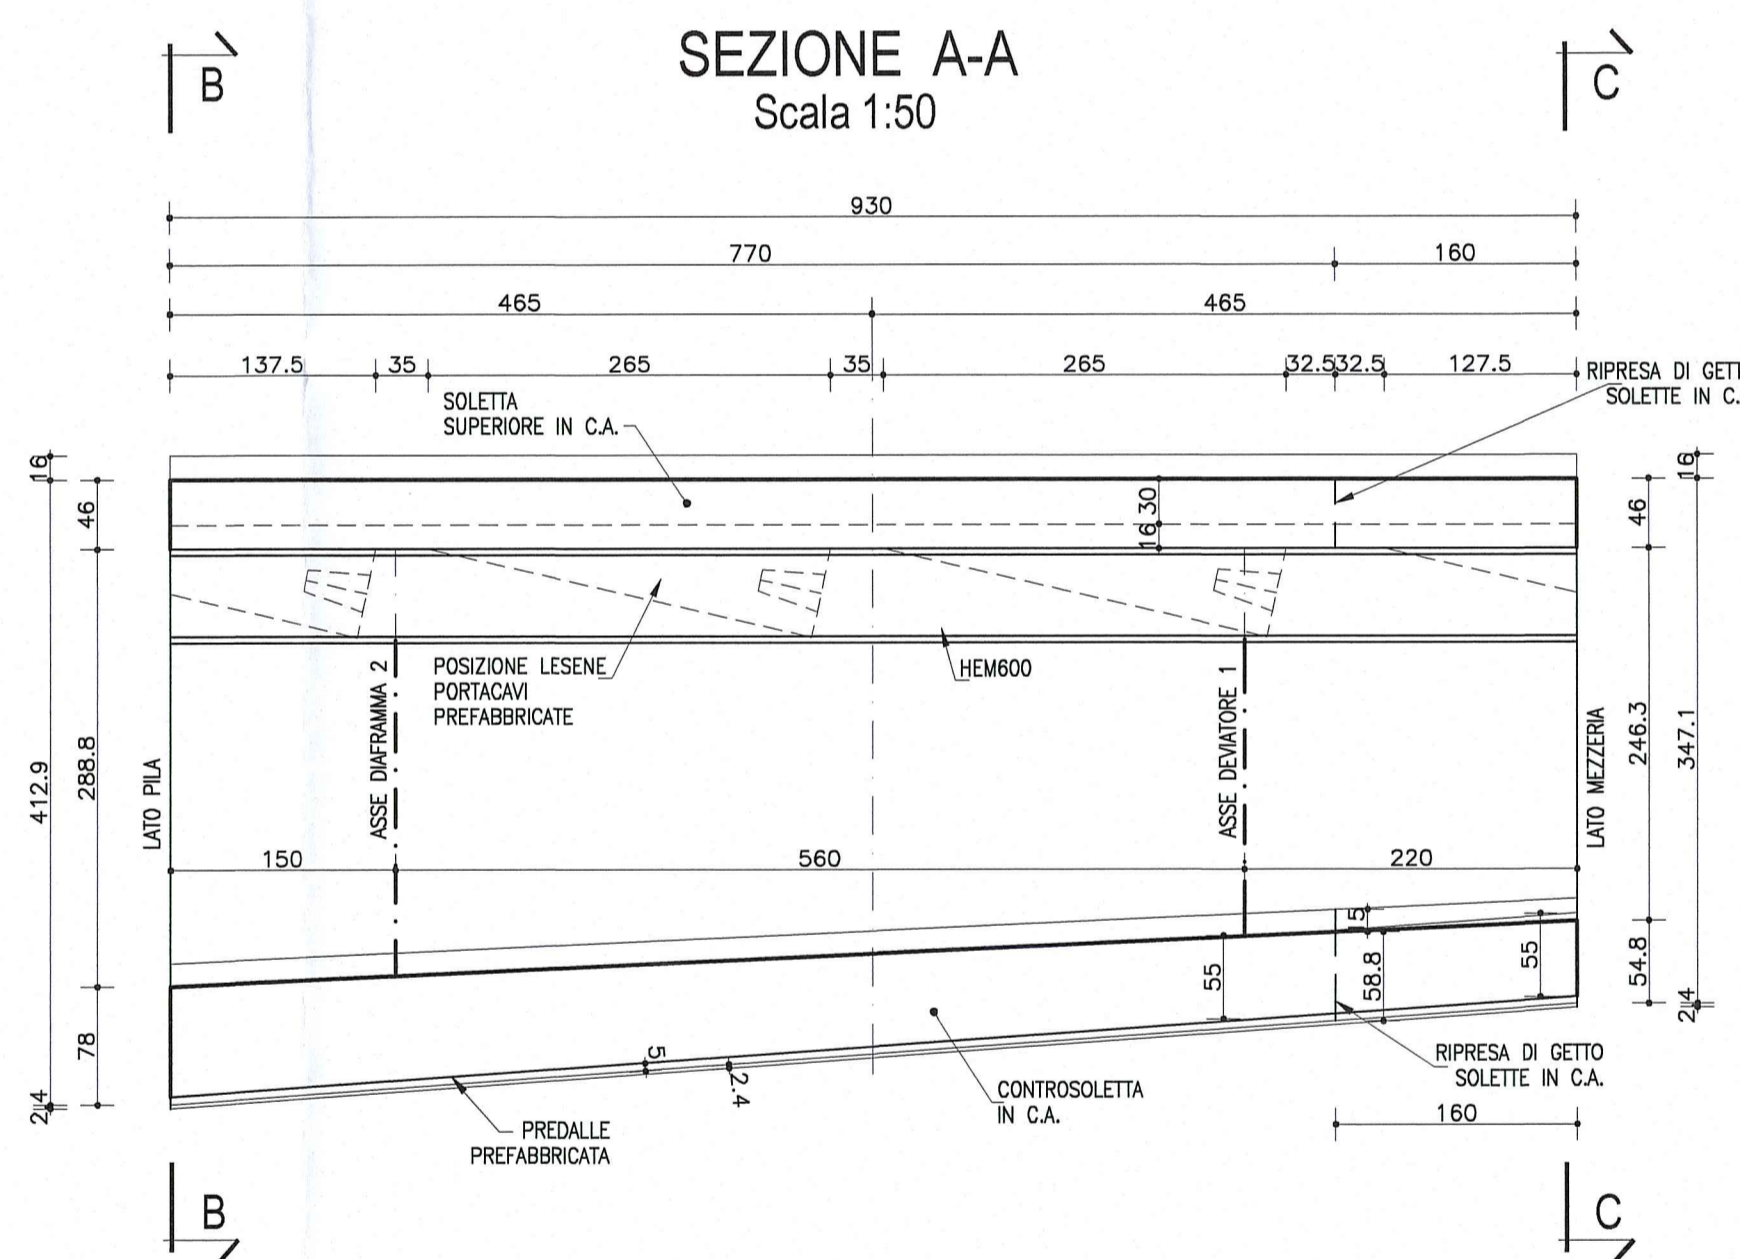 B
SEZIONE A-A
C
Scala 1:50
930
770
160
465
465
137.5
35
265
35
265
32.5
32.5
127.5
RIPRESA DI GETT
SOLETTE IN C.
SOLETTA
SUPERIORE IN C.A.
16
46
30
16
16
46
POSIZIONE LESENE
PORTACAVI
PREFABBRICATE
HEM600
ASSE DIAFRAMMA 2
ASSE DEVIATORE 1
LATO PILA
LATO MEZZERIA
412.9
288.8
246.3
347.1
150
560
220
15
55
58.8
55
54.8
2.4
78
2.4
5
2.4
CONTROSOLETTA
IN C.A.
RIPRESA DI GETTO
SOLETTE IN C.A.
160
PREDALLE
PREFABBRICATA
B
C